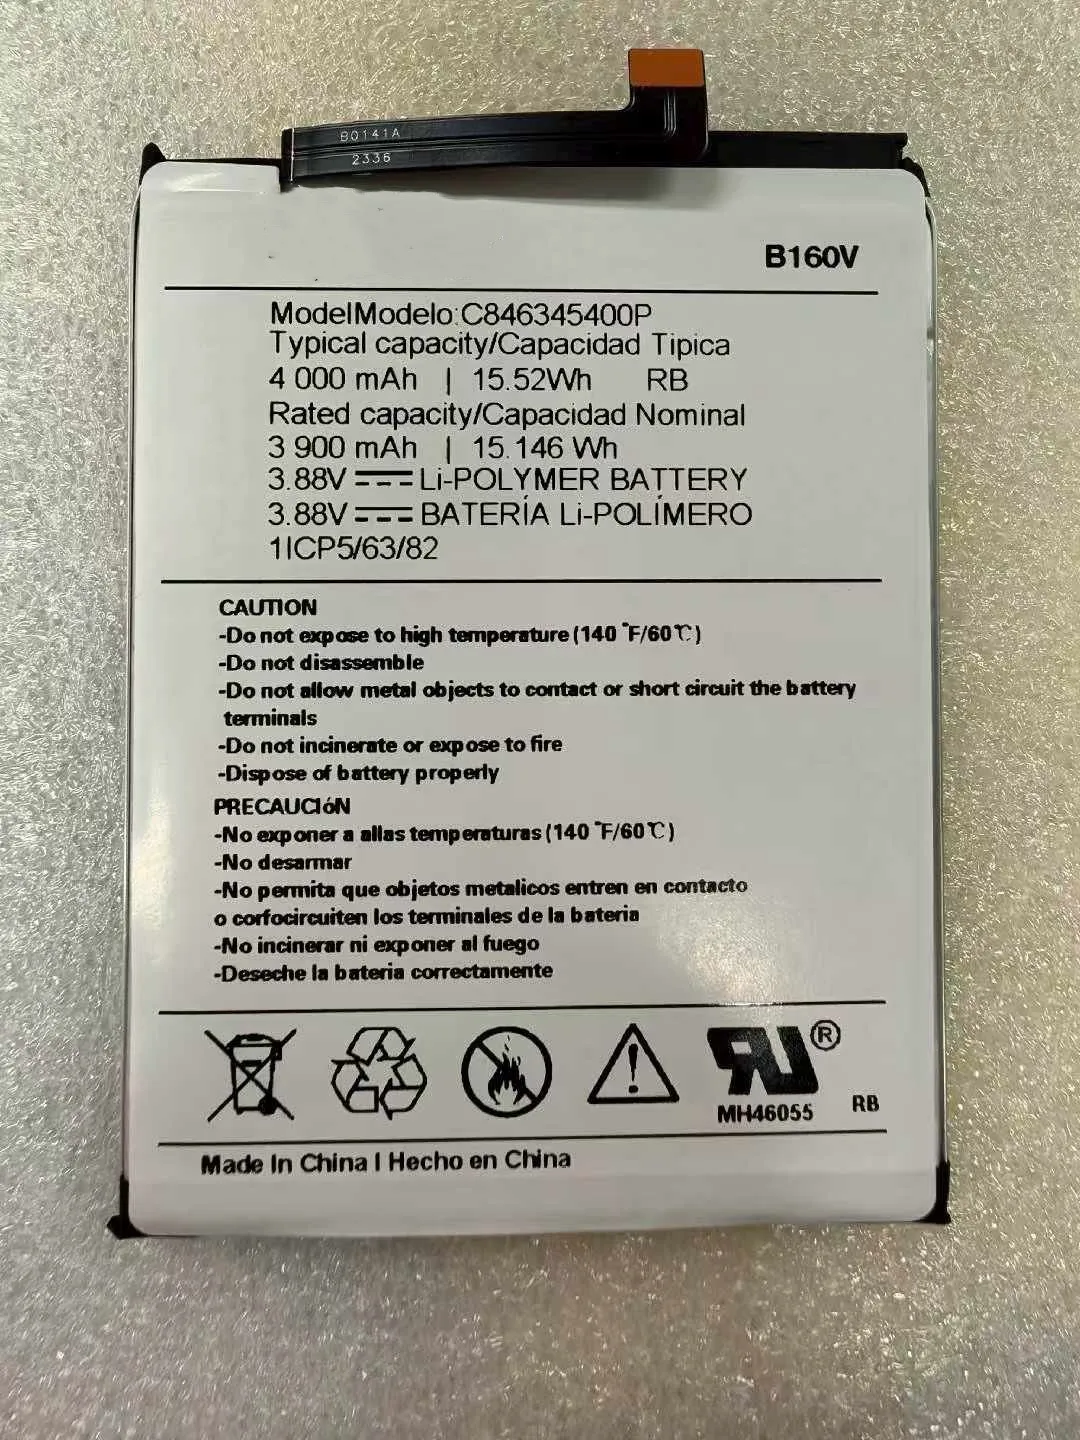 B0141A
2336
B160V
ModelModelo:C846345400P
Typical capacity/Capacidad Tipica
4 000 mAh | 15.52Wh RB
Rated capacity/Capacidad Nominal
3 900 mAh | 15.146 Wh
3.88V ⎓ Li-POLYMER BATTERY
3.88V ⎓ BATERÍA Li-POLÍMERO
1ICP5/63/82
CAUTION
-Do not expose to high temperature (140 ˚F/60℃)
-Do not disassemble
-Do not allow metal objects to contact or short circuit the battery
terminals
-Do not incinerate or expose to fire
-Dispose of battery properly
PRECAUCIóN
-No exponer a allas temperaturas (140 ˚F/60℃)
-No desarmar
-No permita que objetos metalicos entren en contacto
o corfocircuiten los terminales de la bateria
-No incinerar ni exponer al fuego
-Deseche la bateria correctamente
RU®
MH46055 RB
Made In China I Hecho en China